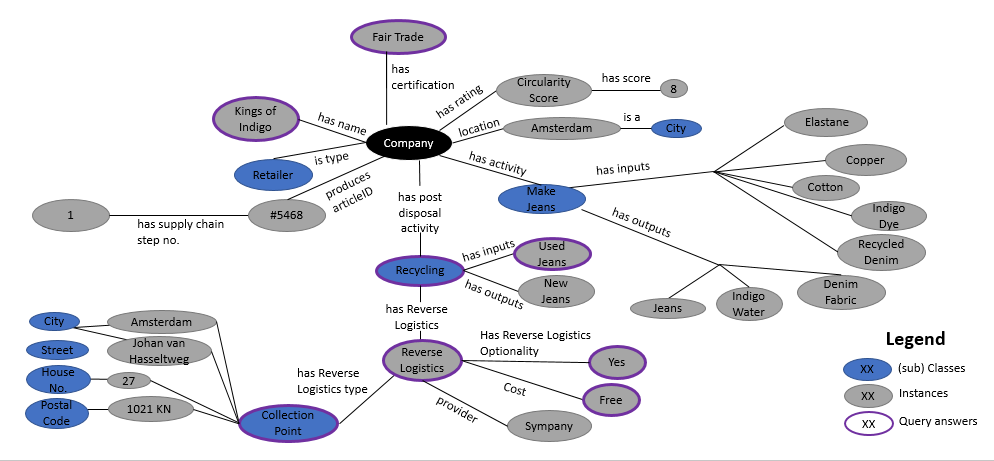 Fair Trade
has
certification
Circularity
Score
has score
8
has rating
Kings of
Indigo
has name
Company
location
Amsterdam
is a
City
Elastane
Copper
Cotton
Indigo
Dye
Recycled
Denim
has inputs
has activity
Make
Jeans
is type
Retailer
produces
articleID
#5468
1
has supply chain
step no.
has post
disposal
activity
has outputs
Jeans
Indigo
Water
Denim
Fabric
Recycling
has inputs
Used
Jeans
has outputs
New
Jeans
has Reverse
Logistics
Reverse
Logistics
Has Reverse Logistics
Optionality
Yes
Cost
Free
provider
Sympany
has Reverse
Logistics type
Collection
Point
City
Amsterdam
Street
Johan van
Hasseltweg
House
No.
27
Postal
Code
1021 KN
Legend
XX
(sub) Classes
XX
Instances
XX
Query answers